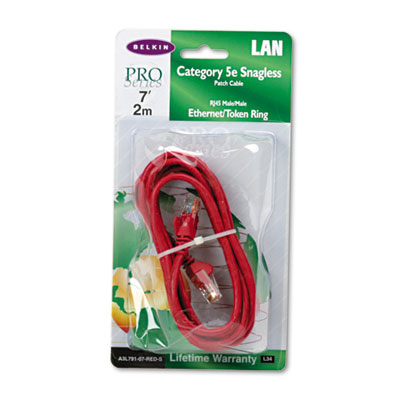 BELKIN
LAN
PRO
Series
7'
2m
Category 5e Snagless
Patch Cable
RJ45 Male/Male
Ethernet/Token Ring
A3L791-07-RED-S
Lifetime Warranty
L34